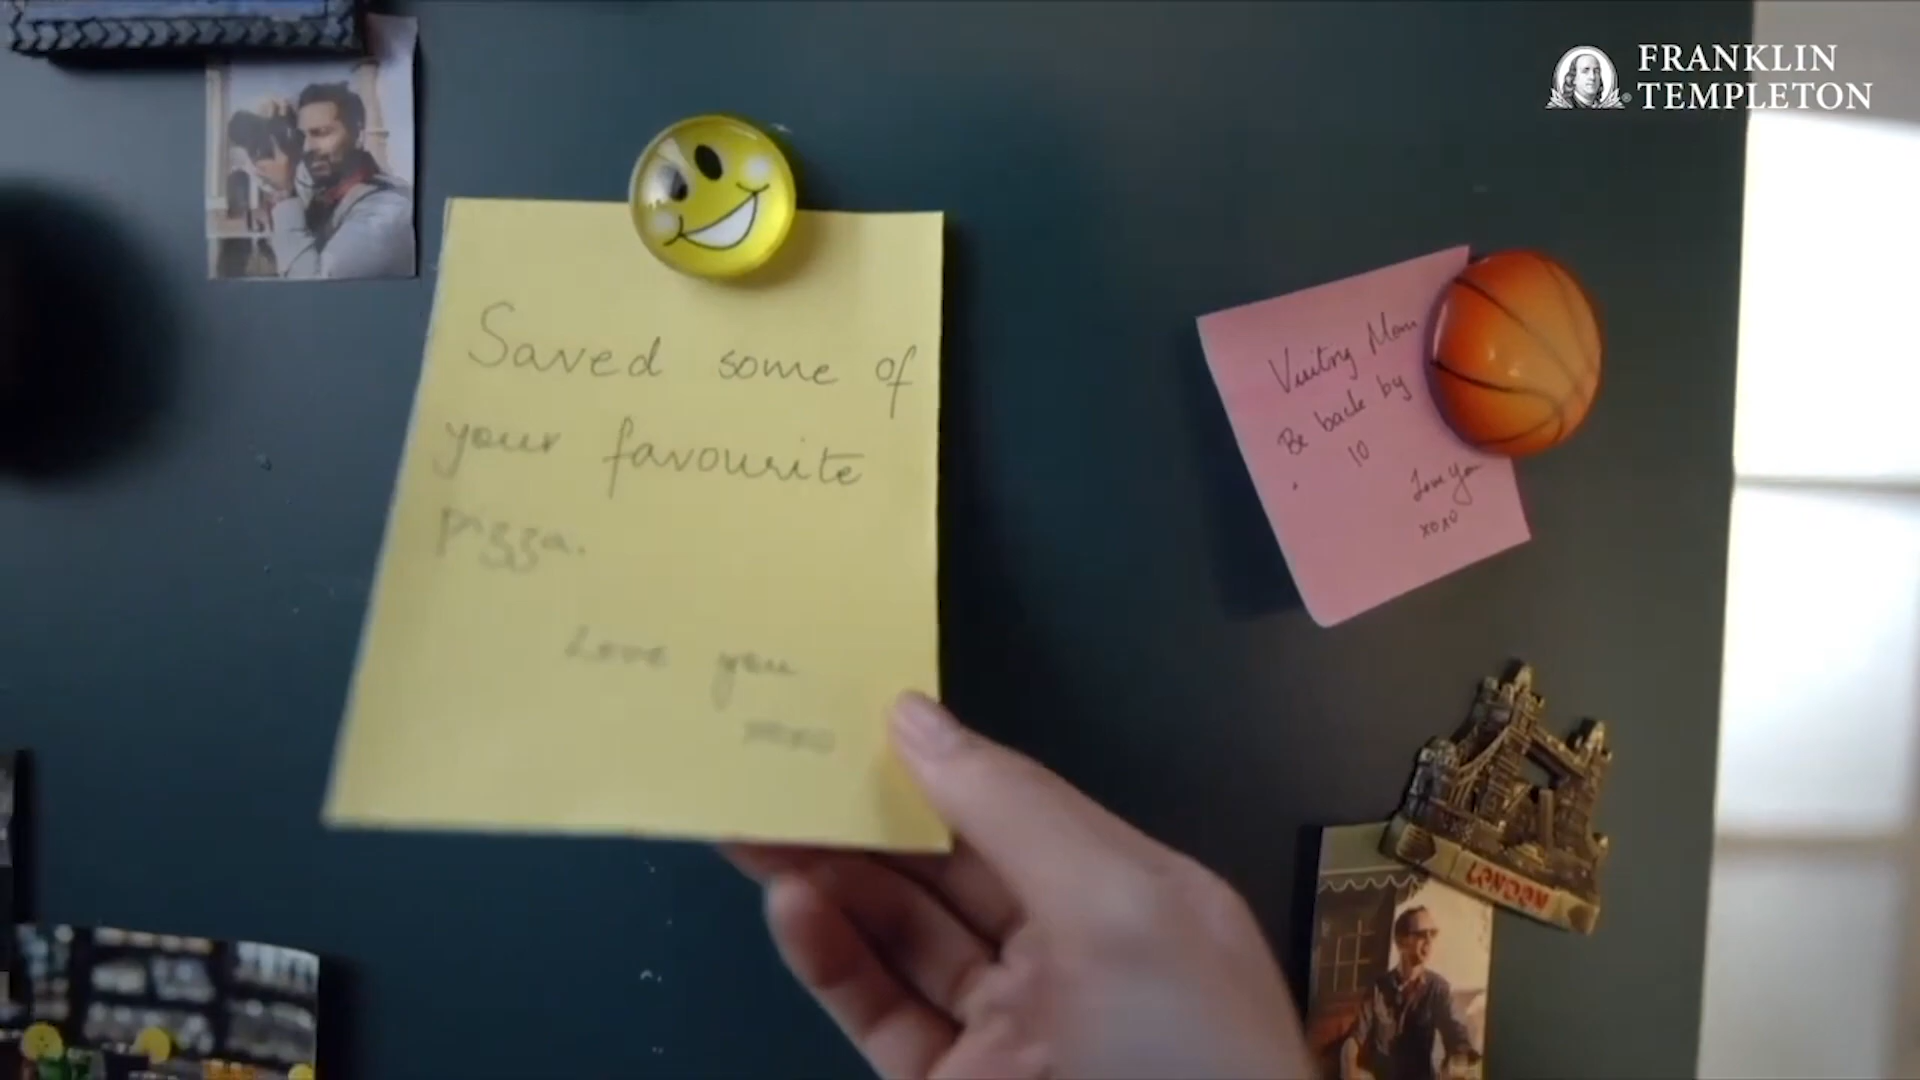 FRANKLIN
TEMPLETON
Saved some of
your favourite
pizza.
Love you
xoxo
Visiting Mom
Be back by
10
Love you
xoxo
LONDON